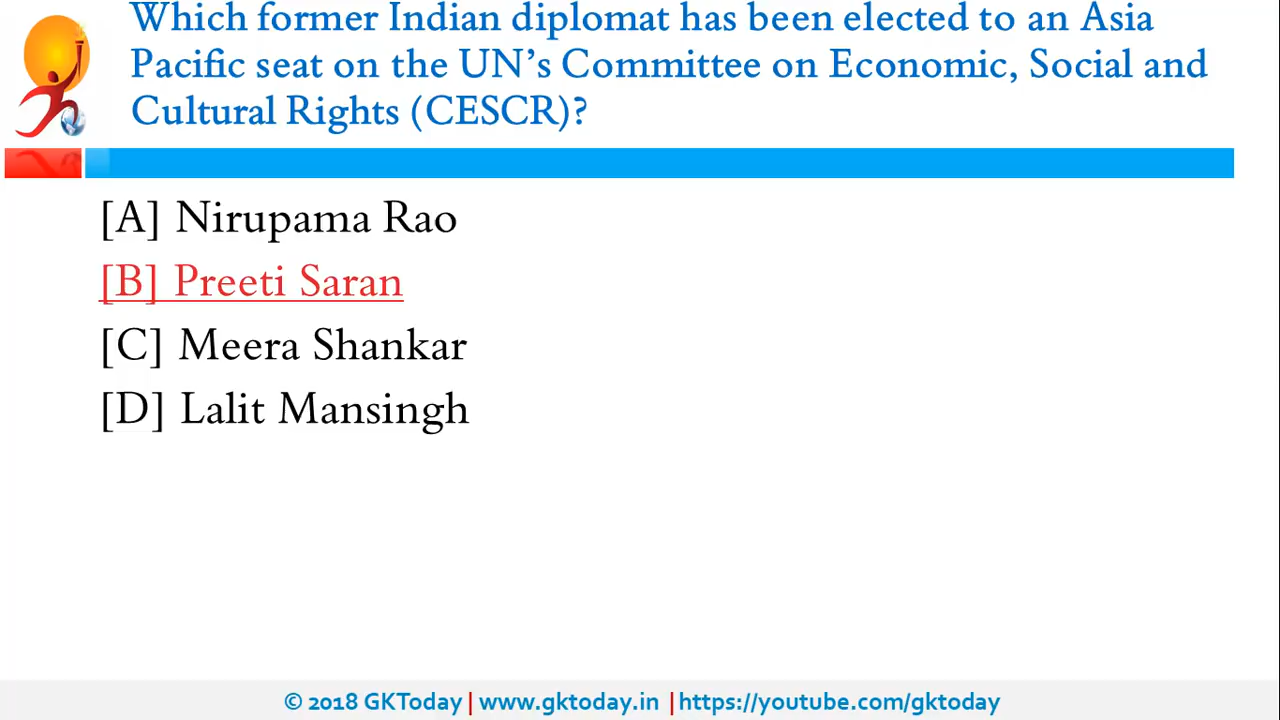 Which former Indian diplomat has been elected to an Asia
Pacific seat on the UN’s Committee on Economic, Social and
Cultural Rights (CESCR)?
[A] Nirupama Rao
[B] Preeti Saran
[C] Meera Shankar
[D] Lalit Mansingh
© 2018 GKToday | www.gktoday.in | https://youtube.com/gktoday